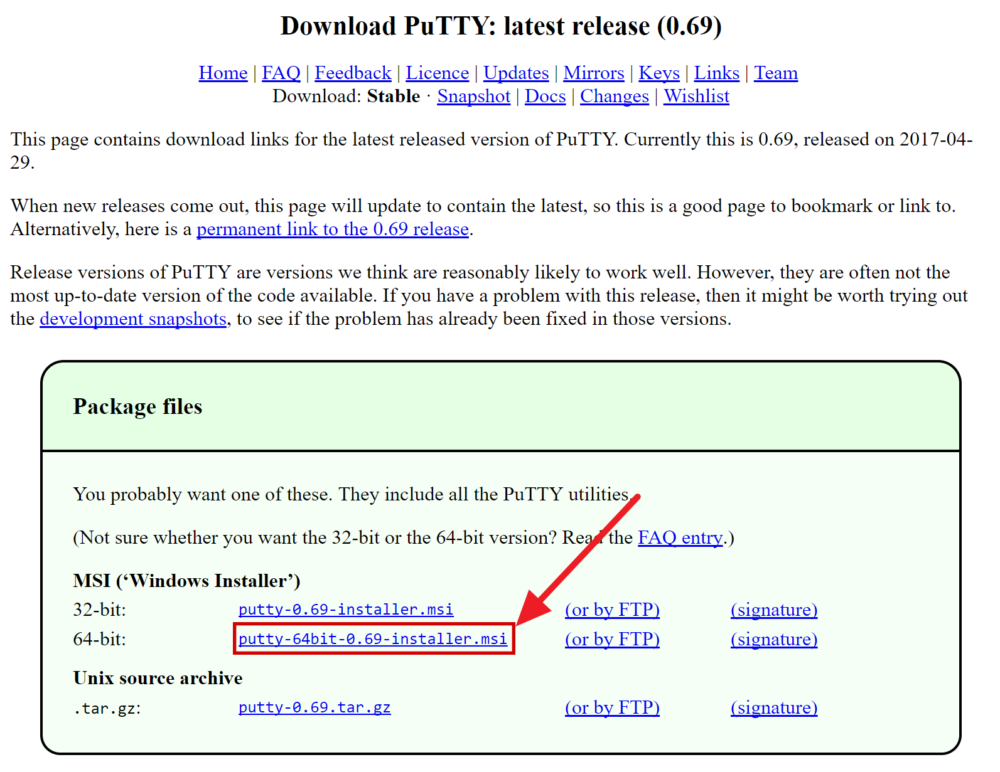 Download PuTTY: latest release (0.69)
Home | FAQ | Feedback | Licence | Updates | Mirrors | Keys | Links | Team
Download: Stable · Snapshot | Docs | Changes | Wishlist
This page contains download links for the latest released version of PuTTY. Currently this is 0.69, released on 2017-04-
29.
When new releases come out, this page will update to contain the latest, so this is a good page to bookmark or link to.
Alternatively, here is a permanent link to the 0.69 release.
Release versions of PuTTY are versions we think are reasonably likely to work well. However, they are often not the
most up-to-date version of the code available. If you have a problem with this release, then it might be worth trying out
the development snapshots, to see if the problem has already been fixed in those versions.
Package files
You probably want one of these. They include all the PuTTY utilities.
(Not sure whether you want the 32-bit or the 64-bit version? Read the FAQ entry.)
MSI (‘Windows Installer’)
32-bit: putty-0.69-installer.msi (or by FTP) (signature)
64-bit: putty-64bit-0.69-installer.msi (or by FTP) (signature)
Unix source archive
.tar.gz: putty-0.69.tar.gz (or by FTP) (signature)